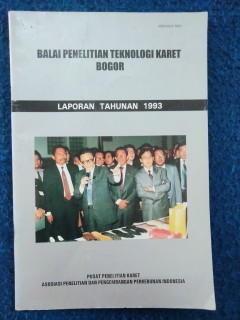 BALAI PENELITIAN TEKNOLOGI KARET
BOGOR
LAPORAN TAHUNAN 1993
PUSAT PENELITIAN KARET
ASOSIASI PENELITIAN DAN PENGEMBANGAN PERKEBUNAN INDONESIA